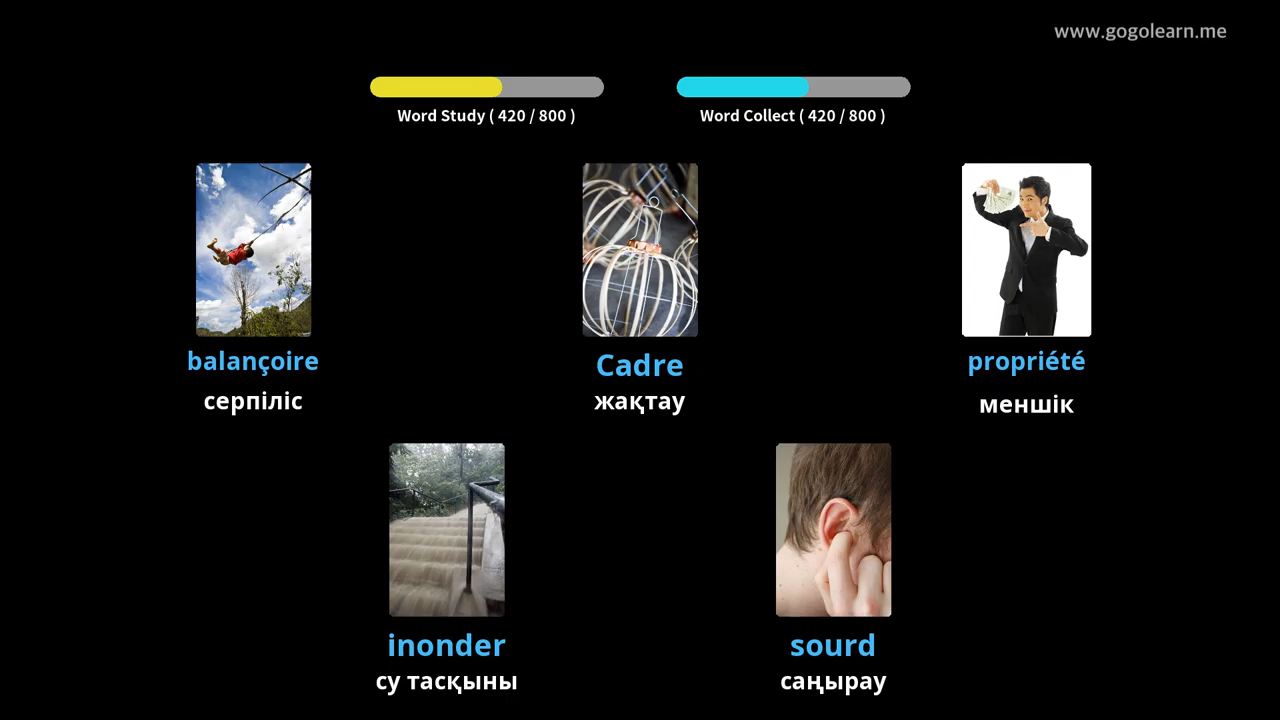 www.gogolearn.me
Word Study ( 420 / 800 )
Word Collect ( 420 / 800 )
balançoire
серпіліс
Cadre
жақтау
propriété
меншік
inonder
су тасқыны
sourd
саңырау